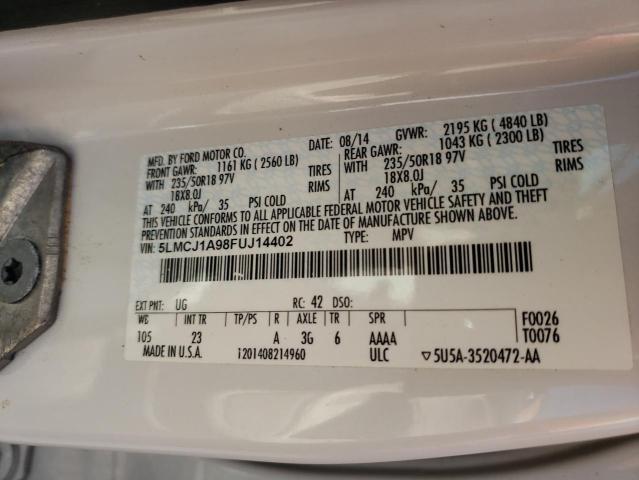 MFD. BY FORD MOTOR CO.
DATE: 08/14 GVWR: 2195 KG ( 4840 LB)
FRONT GAWR: 1161 KG ( 2560 LB) REAR GAWR: 1043 KG ( 2300 LB)
WITH 235/50R18 97V TIRES WITH 235/50R18 97V TIRES
18X8.0J RIMS 18X8.0J RIMS
AT 240 kPa/ 35 PSI COLD AT 240 kPa/ 35 PSI COLD
THIS VEHICLE CONFORMS TO ALL APPLICABLE FEDERAL MOTOR VEHICLE SAFETY AND THEFT
PREVENTION STANDARDS IN EFFECT ON THE DATE OF MANUFACTURE SHOWN ABOVE.
VIN: 5LMCJ1A98FUJ14402 TYPE: MPV
EXT PNT: UG RC: 42 DSO:
WB INT TR TP/PS R AXLE TR SPR F0026
105 23 A 3G 6 AAAA T0076
MADE IN U.S.A. 1201408214960 ULC ▽5U5A-3520472-AA